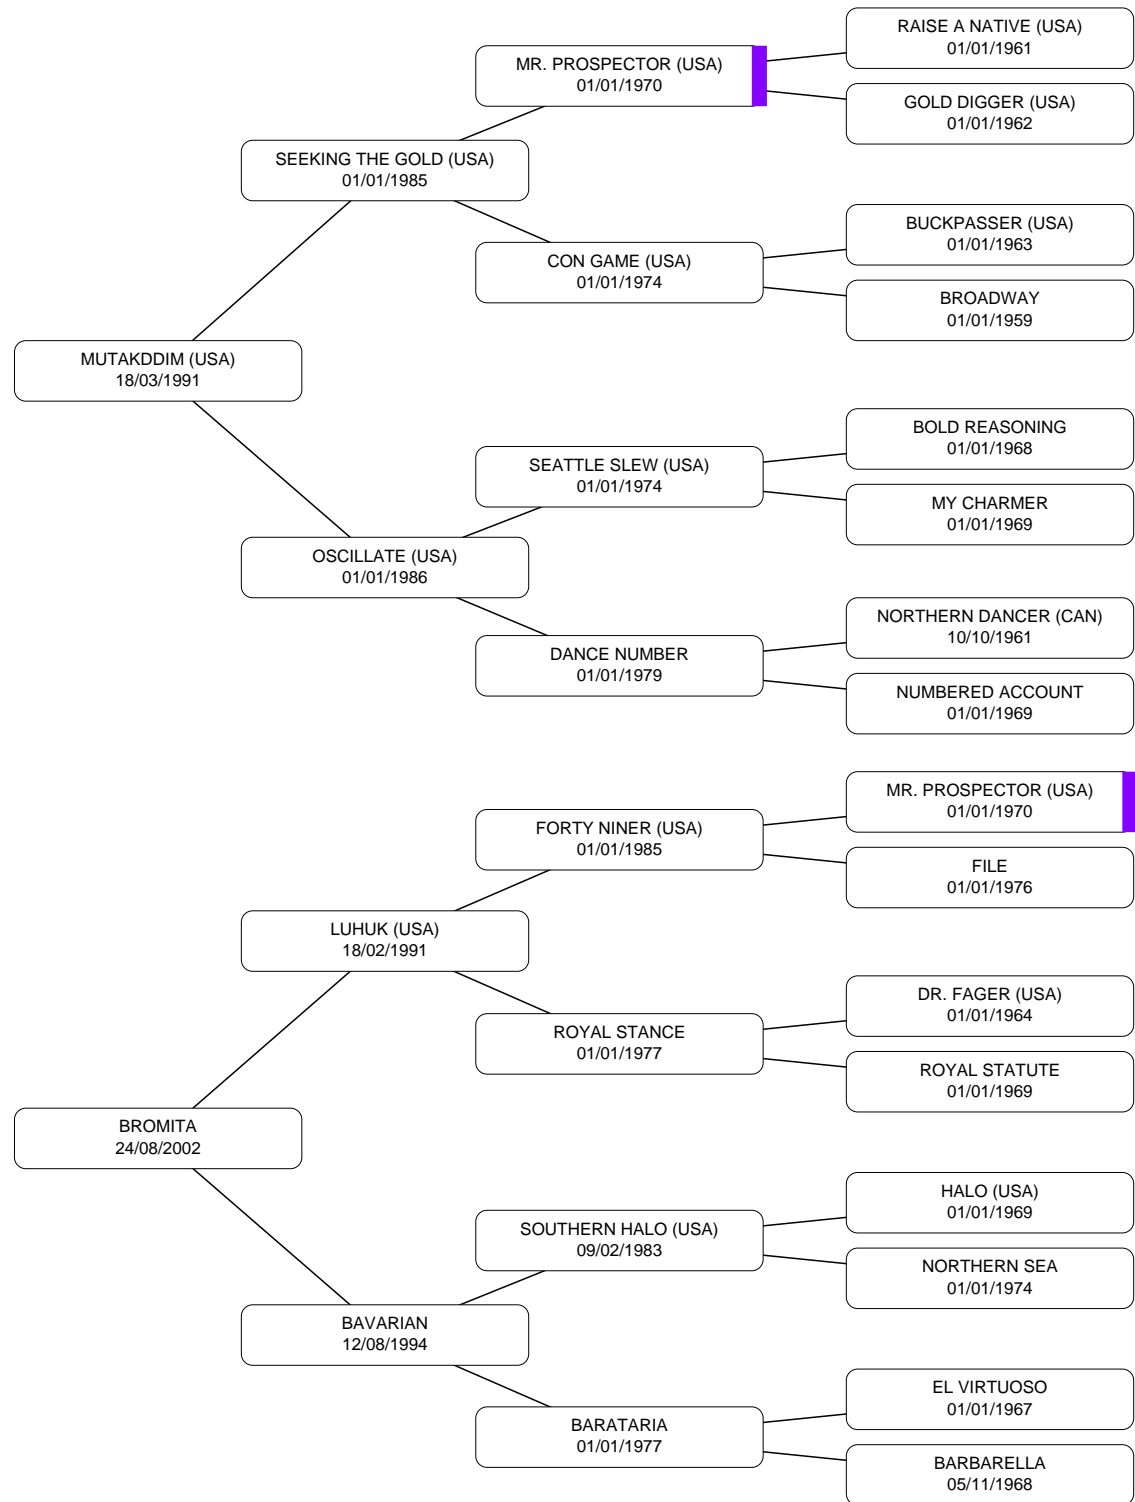 RAISE A NATIVE (USA)
01/01/1961
MR. PROSPECTOR (USA)
01/01/1970
GOLD DIGGER (USA)
01/01/1962
SEEKING THE GOLD (USA)
01/01/1985
BUCKPASSER (USA)
01/01/1963
CON GAME (USA)
01/01/1974
BROADWAY
01/01/1959
MUTAKDDIM (USA)
18/03/1991
BOLD REASONING
01/01/1968
SEATTLE SLEW (USA)
01/01/1974
MY CHARMER
01/01/1969
OSCILLATE (USA)
01/01/1986
NORTHERN DANCER (CAN)
10/10/1961
DANCE NUMBER
01/01/1979
NUMBERED ACCOUNT
01/01/1969
MR. PROSPECTOR (USA)
01/01/1970
FORTY NINER (USA)
01/01/1985
FILE
01/01/1976
LUHUK (USA)
18/02/1991
DR. FAGER (USA)
01/01/1964
ROYAL STANCE
01/01/1977
ROYAL STATUTE
01/01/1969
BROMITA
24/08/2002
HALO (USA)
01/01/1969
SOUTHERN HALO (USA)
09/02/1983
NORTHERN SEA
01/01/1974
BAVARIAN
12/08/1994
EL VIRTUOSO
01/01/1967
BARATARIA
01/01/1977
BARBARELLA
05/11/1968